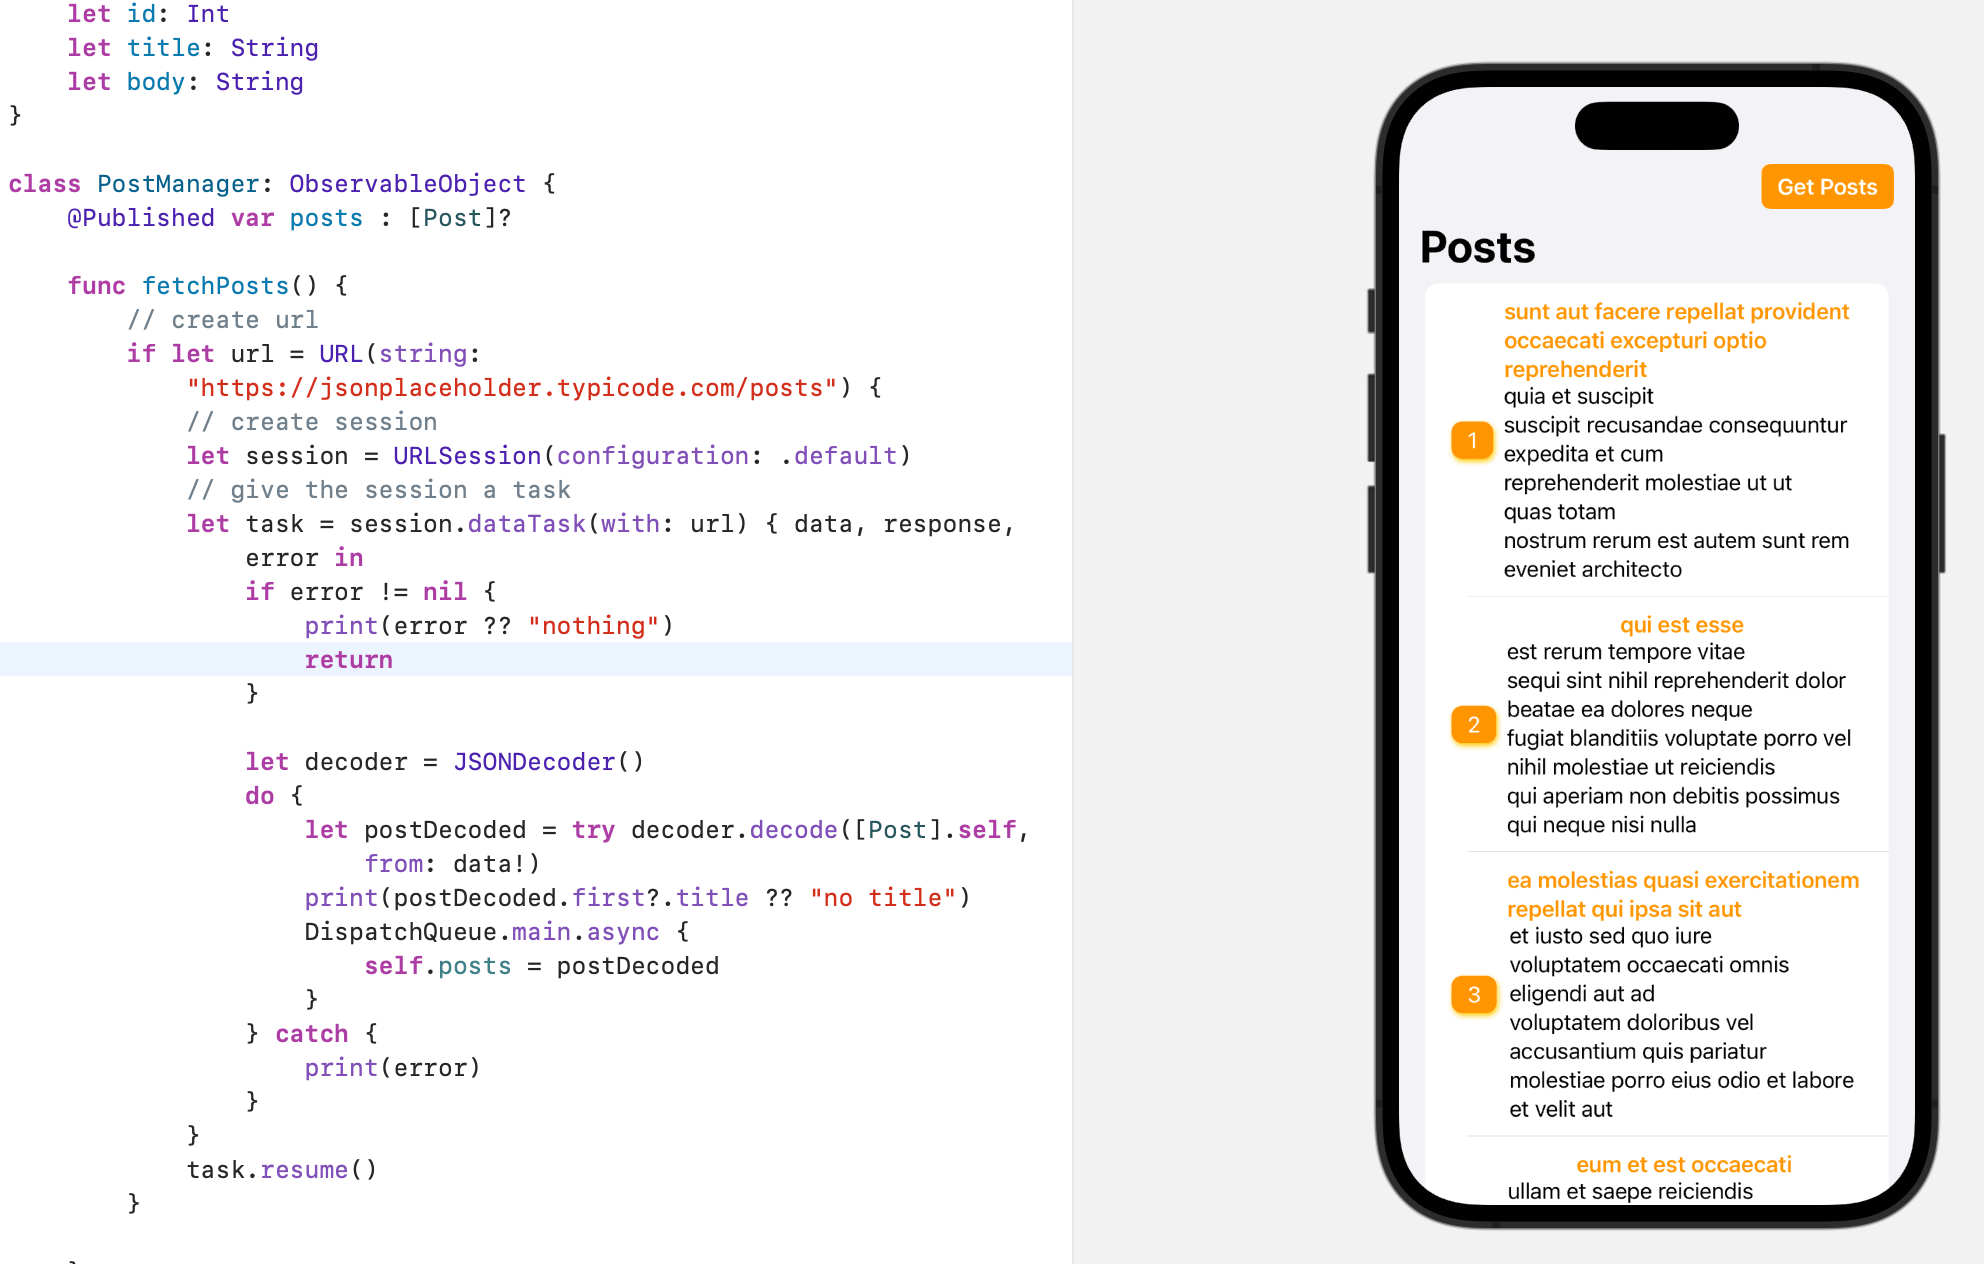 let id: Int
let title: String
let body: String
}
class PostManager: ObservableObject {
@Published var posts : [Post]?
func fetchPosts() {
// create url
if let url = URL(string:
"https://jsonplaceholder.typicode.com/posts") {
// create session
let session = URLSession(configuration: .default)
// give the session a task
let task = session.dataTask(with: url) { data, response,
error in
if error != nil {
print(error ?? "nothing")
return
}
let decoder = JSONDecoder()
do {
let postDecoded = try decoder.decode([Post].self,
from: data!)
print(postDecoded.first?.title ?? "no title")
DispatchQueue.main.async {
self.posts = postDecoded
}
} catch {
print(error)
}
}
task.resume()
}
Get Posts
Posts
sunt aut facere repellat provident
occaecati excepturi optio
reprehenderit
quia et suscipit
suscipit recusandae consequuntur
expedita et cum
reprehenderit molestiae ut ut
quas totam
nostrum rerum est autem sunt rem
eveniet architecto
1
qui est esse
est rerum tempore vitae
sequi sint nihil reprehenderit dolor
beatae ea dolores neque
fugiat blanditiis voluptate porro vel
nihil molestiae ut reiciendis
qui aperiam non debitis possimus
qui neque nisi nulla
2
ea molestias quasi exercitationem
repellat qui ipsa sit aut
et iusto sed quo iure
voluptatem occaecati omnis
eligendi aut ad
voluptatem doloribus vel
accusantium quis pariatur
molestiae porro eius odio et labore
et velit aut
3
eum et est occaecati
ullam et saepe reiciendis